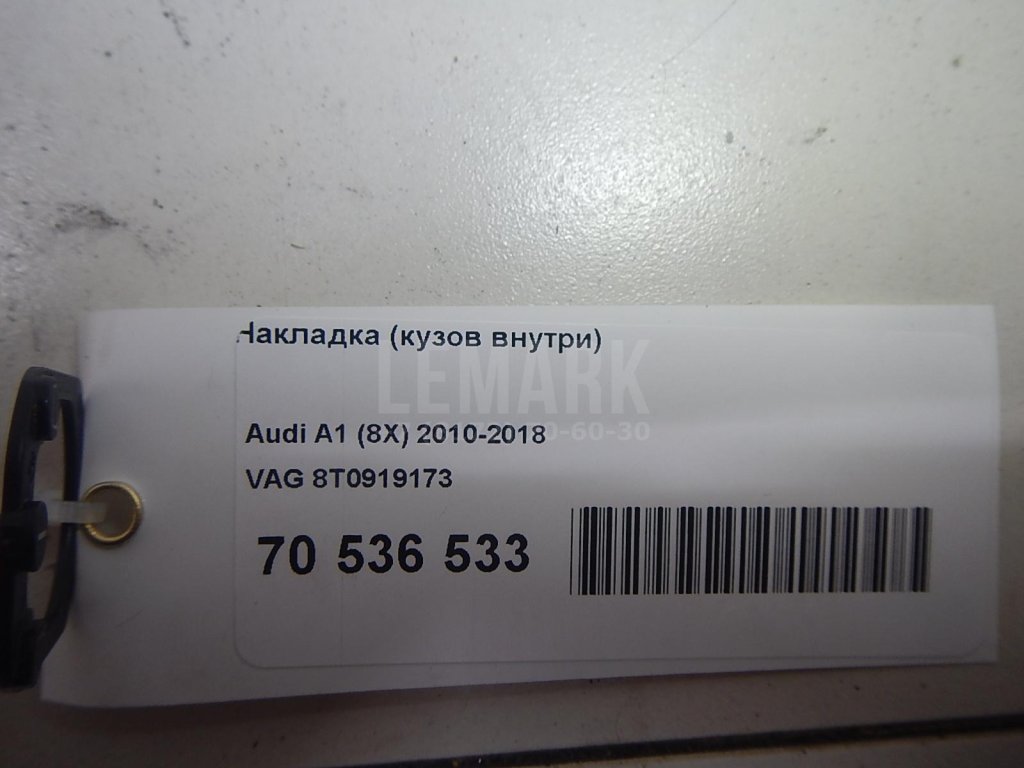 Накладка (кузов внутри)
LEMARK
Audi A1 (8X) 2010-2018
VAG 8T0919173
70 536 533